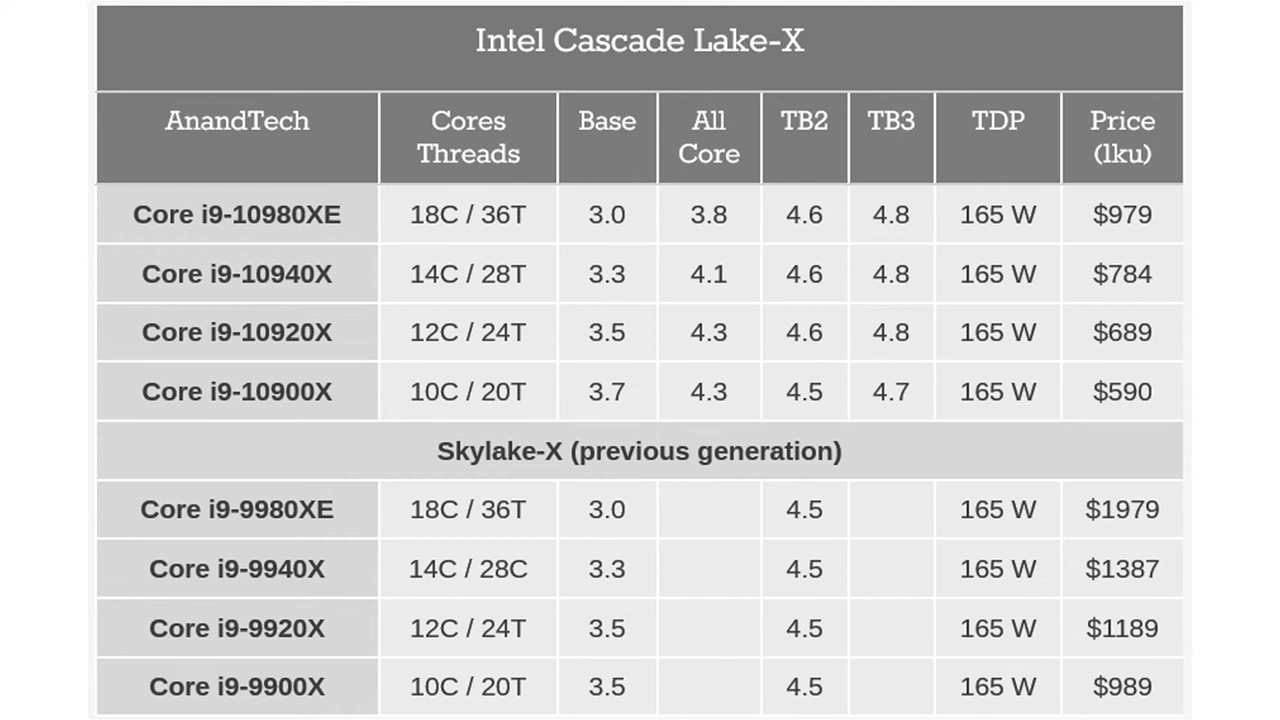 Intel Cascade Lake-X
AnandTech Cores Threads Base All Core TB2 TB3 TDP Price (1ku)
Core i9-10980XE 18C / 36T 3.0 3.8 4.6 4.8 165 W $979
Core i9-10940X 14C / 28T 3.3 4.1 4.6 4.8 165 W $784
Core i9-10920X 12C / 24T 3.5 4.3 4.6 4.8 165 W $689
Core i9-10900X 10C / 20T 3.7 4.3 4.5 4.7 165 W $590
Skylake-X (previous generation)
Core i9-9980XE 18C / 36T 3.0 4.5 165 W $1979
Core i9-9940X 14C / 28C 3.3 4.5 165 W $1387
Core i9-9920X 12C / 24T 3.5 4.5 165 W $1189
Core i9-9900X 10C / 20T 3.5 4.5 165 W $989